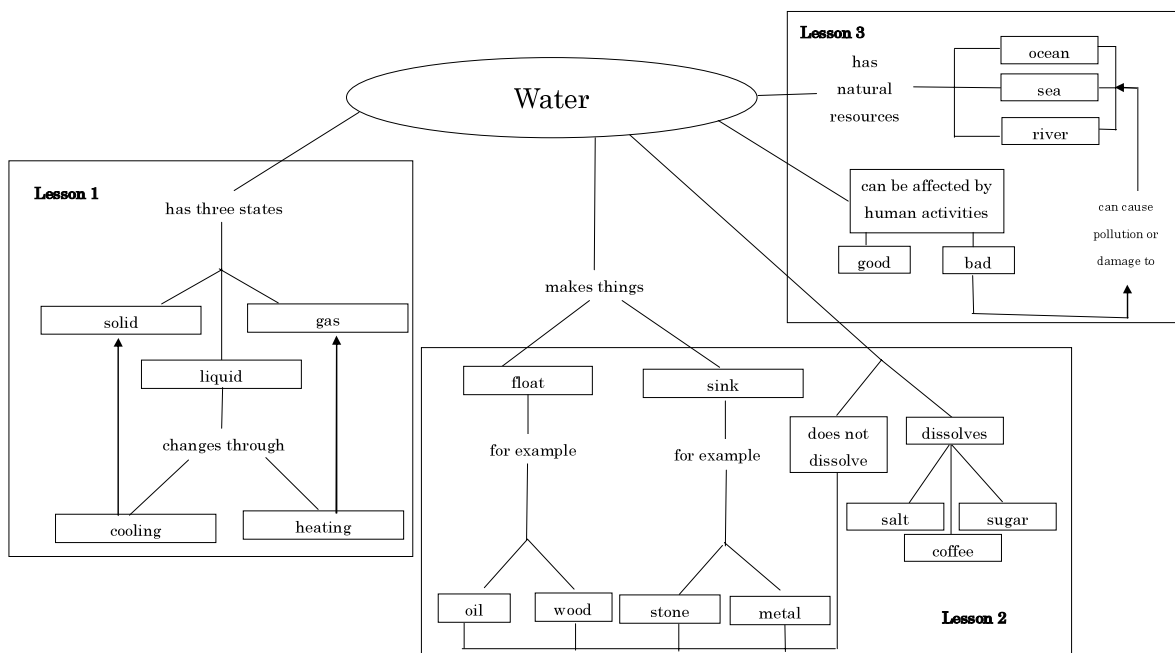 Water
Lesson 1
has three states
solid
gas
liquid
changes through
cooling
heating
makes things
float
sink
for example
for example
oil
wood
stone
metal
does not
dissolve
dissolves
salt
sugar
coffee
Lesson 2
Lesson 3
has
natural
resources
ocean
sea
river
can be affected by
human activities
good
bad
can cause
pollution or
damage to